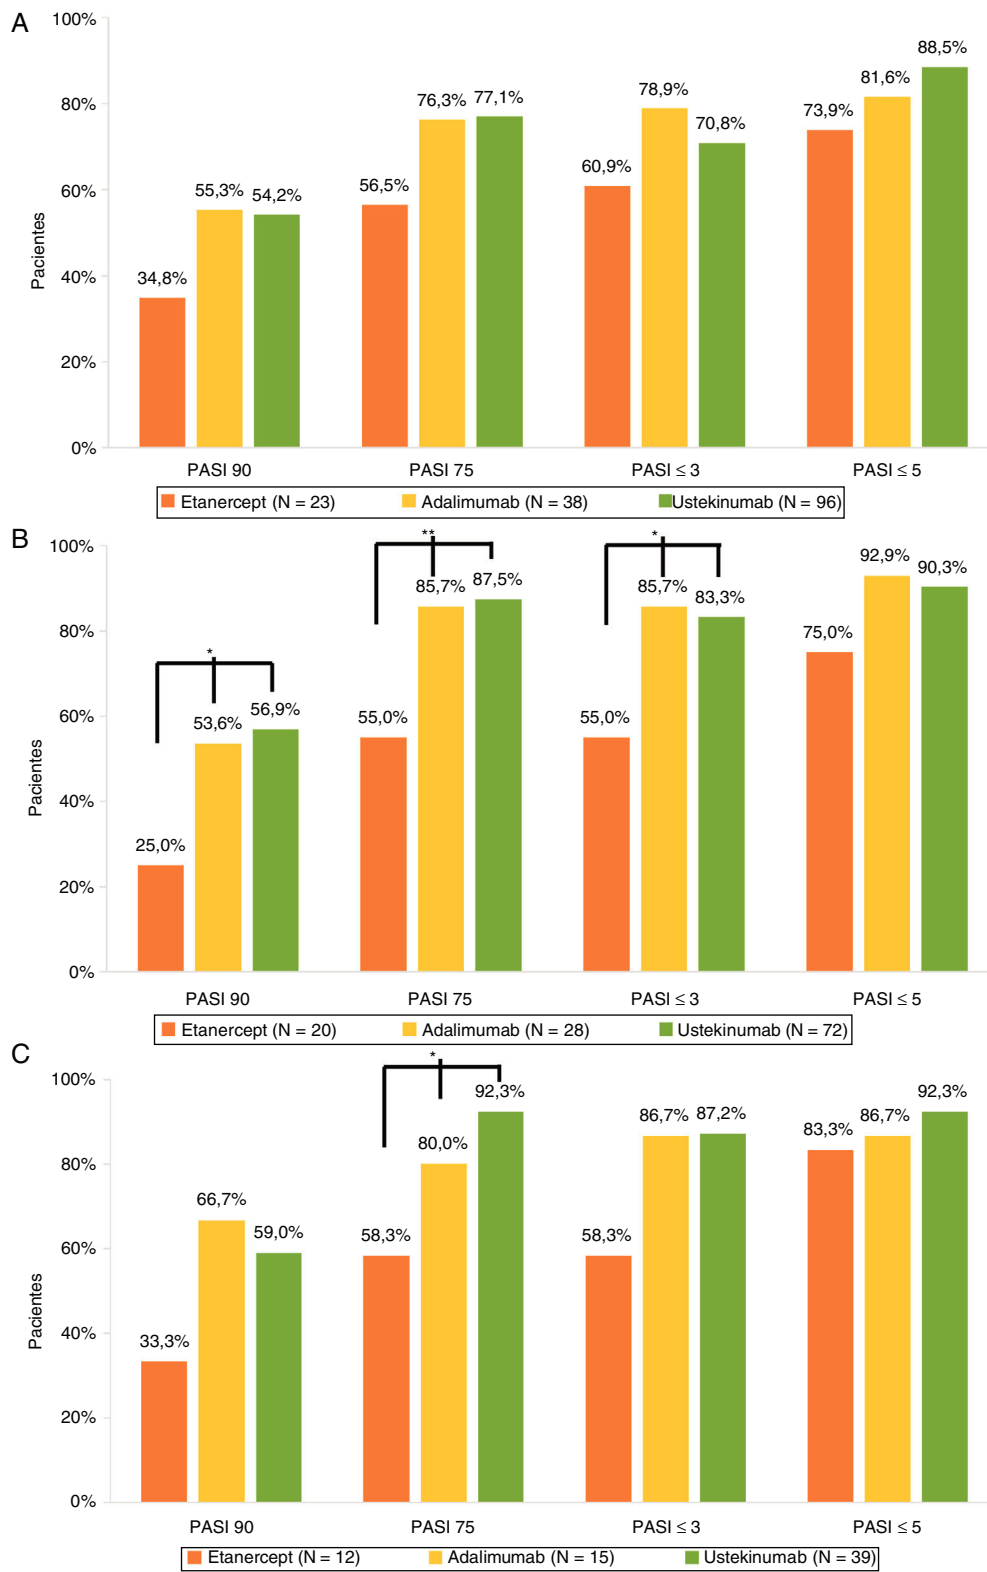 A
100%
80%
60%
40%
20%
0%
Pacientes
34,8% 55,3% 54,2%
56,5% 76,3% 77,1%
60,9% 78,9% 70,8%
73,9% 81,6% 88,5%
PASI 90 PASI 75 PASI ≤ 3 PASI ≤ 5
Etanercept (N = 23) Adalimumab (N = 38) Ustekinumab (N = 96)
B
100%
80%
60%
40%
20%
0%
Pacientes
*
25,0% 53,6% 56,9%
**
55,0% 85,7% 87,5%
*
55,0% 85,7% 83,3%
75,0% 92,9% 90,3%
PASI 90 PASI 75 PASI ≤ 3 PASI ≤ 5
Etanercept (N = 20) Adalimumab (N = 28) Ustekinumab (N = 72)
C
100%
80%
60%
40%
20%
0%
Pacientes
33,3% 66,7% 59,0%
*
58,3% 80,0% 92,3%
58,3% 86,7% 87,2%
83,3% 86,7% 92,3%
PASI 90 PASI 75 PASI ≤ 3 PASI ≤ 5
Etanercept (N = 12) Adalimumab (N = 15) Ustekinumab (N = 39)